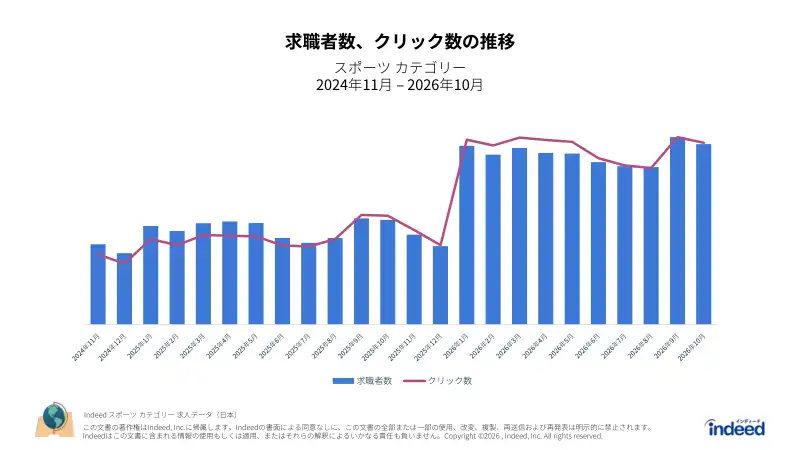 求職者数、クリック数の推移
スポーツ カテゴリー
2024年11月 – 2026年10月
2024年11月
2024年12月
2025年1月
2025年2月
2025年3月
2025年4月
2025年5月
2025年6月
2025年7月
2025年8月
2025年9月
2025年10月
2025年11月
2025年12月
2026年1月
2026年2月
2026年3月
2026年4月
2026年5月
2026年6月
2026年7月
2026年8月
2026年9月
2026年10月
求職者数 クリック数
Indeed スポーツ カテゴリー 求人データ（日本）
この文書の著作権はIndeed, Inc.に帰属します。Indeedの書面による同意なしに、この文書の全部または一部の使用、改変、複製、再送信および再発表は明示的に禁止されます。
Indeedはこの文書に含まれる情報の使用もしくは適用、またはそれらの解釈によるいかなる責任も負いません。Copyright ©2026 , Indeed, Inc. All rights reserved.
インディード
indeed